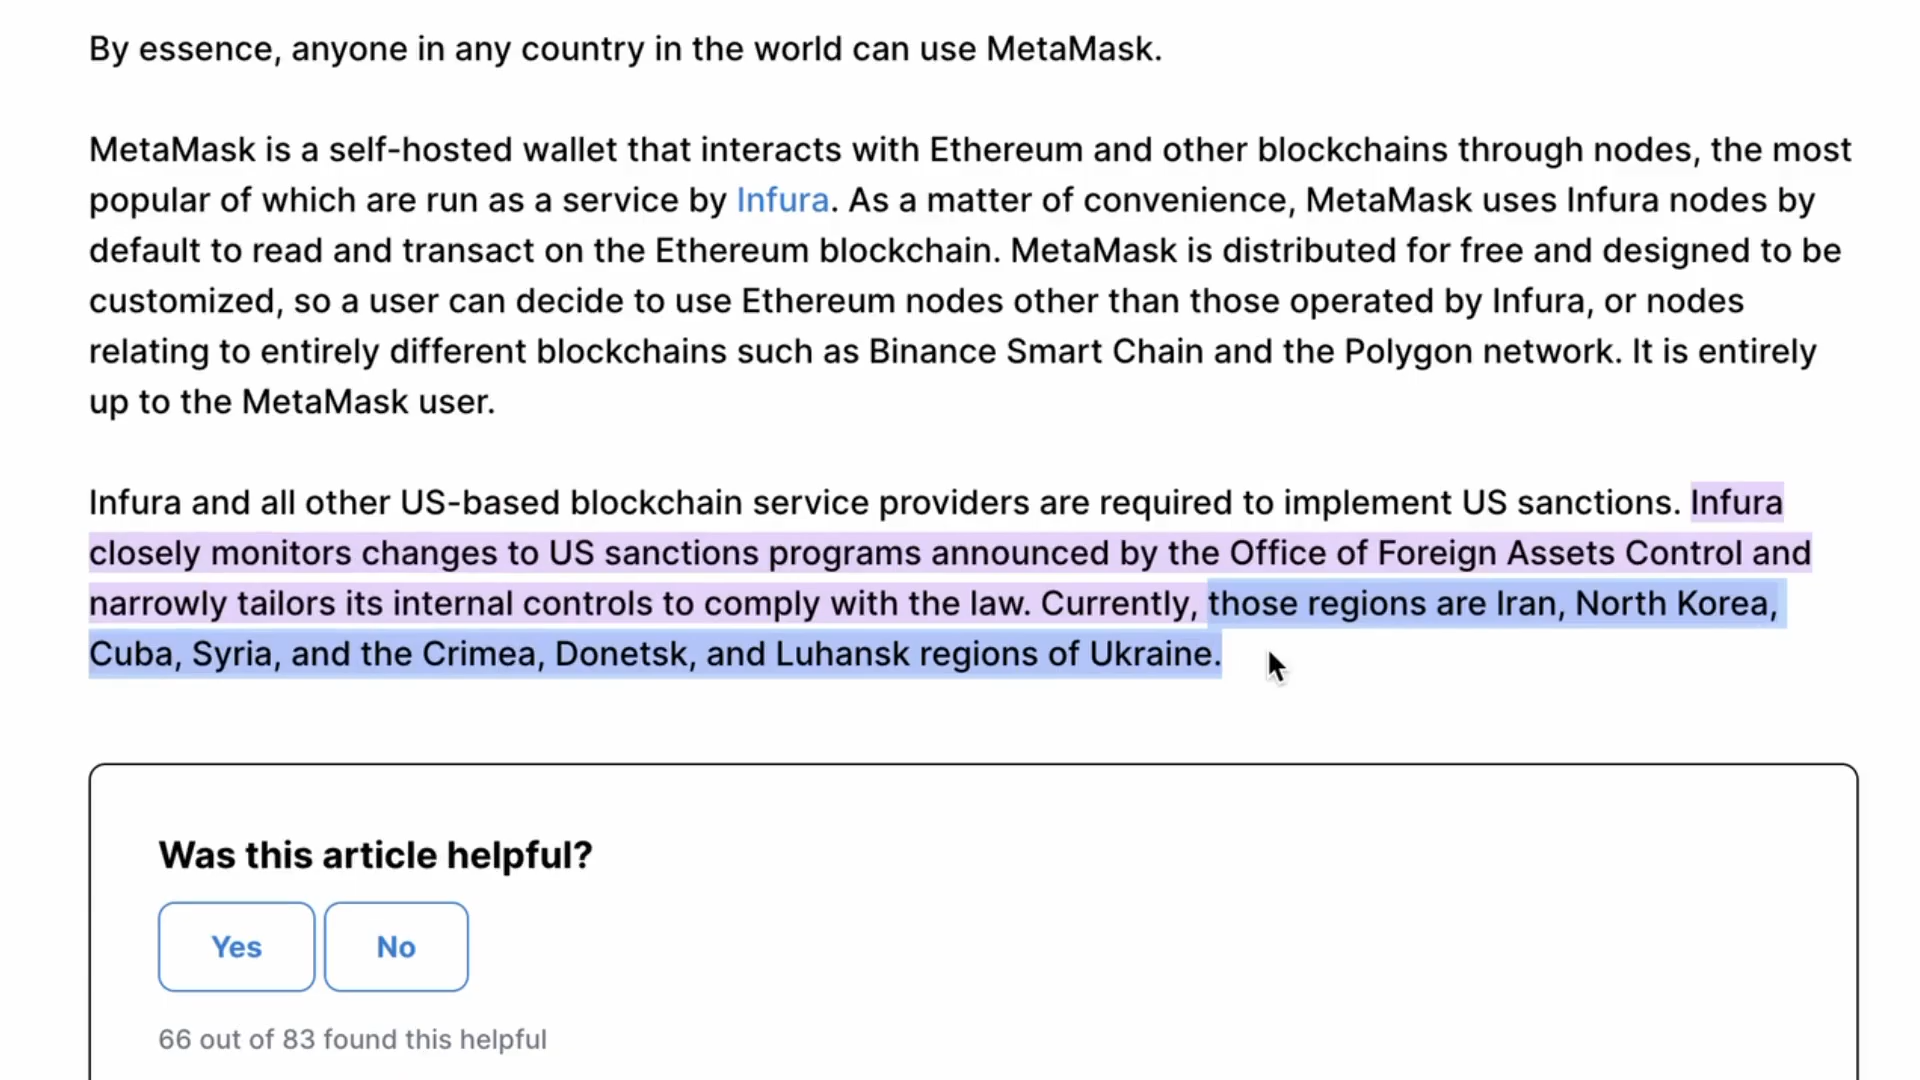 By essence, anyone in any country in the world can use MetaMask.
MetaMask is a self-hosted wallet that interacts with Ethereum and other blockchains through nodes, the most
popular of which are run as a service by Infura. As a matter of convenience, MetaMask uses Infura nodes by
default to read and transact on the Ethereum blockchain. MetaMask is distributed for free and designed to be
customized, so a user can decide to use Ethereum nodes other than those operated by Infura, or nodes
relating to entirely different blockchains such as Binance Smart Chain and the Polygon network. It is entirely
up to the MetaMask user.
Infura and all other US-based blockchain service providers are required to implement US sanctions. Infura
closely monitors changes to US sanctions programs announced by the Office of Foreign Assets Control and
narrowly tailors its internal controls to comply with the law. Currently, those regions are Iran, North Korea,
Cuba, Syria, and the Crimea, Donetsk, and Luhansk regions of Ukraine.
Was this article helpful?
Yes No
66 out of 83 found this helpful